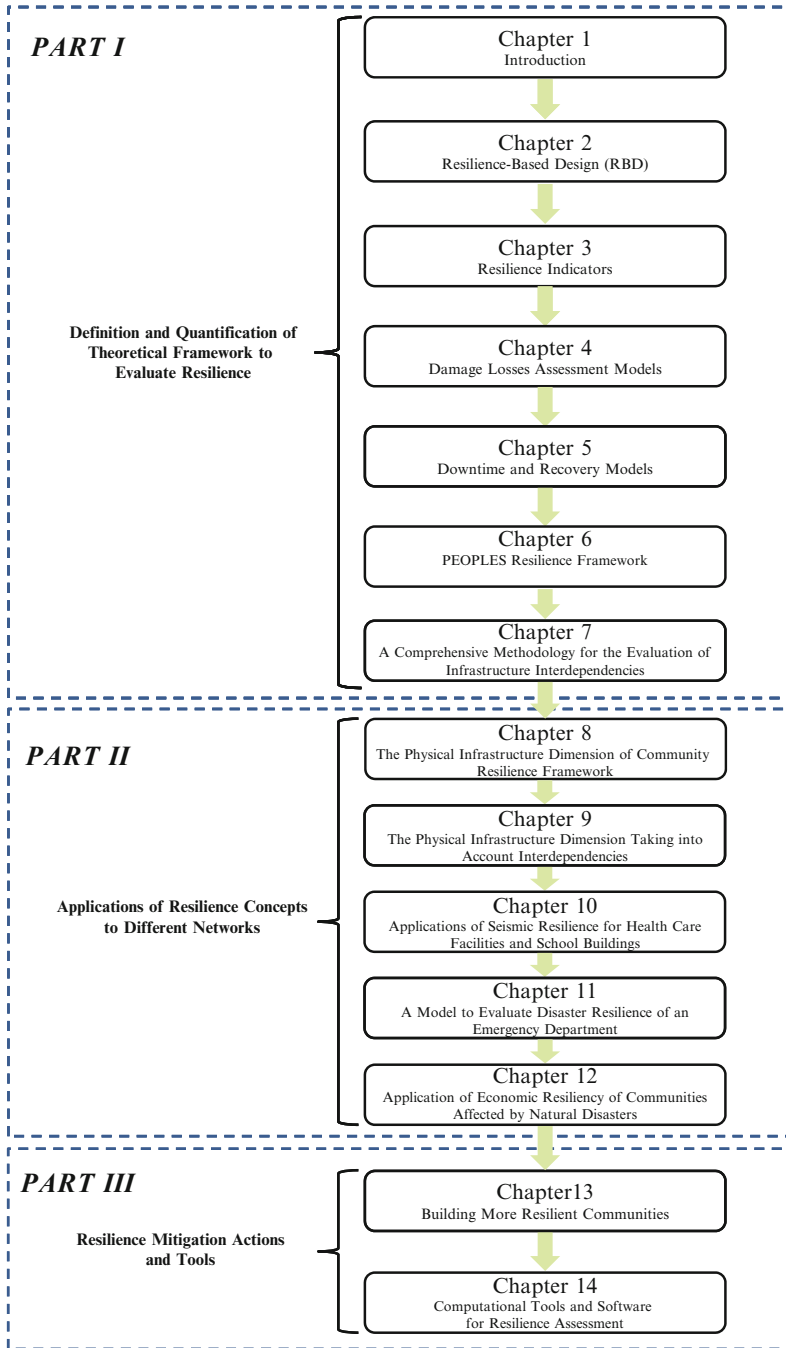 PART I
Chapter 1
Introduction
Chapter 2
Resilience-Based Design (RBD)
Chapter 3
Resilience Indicators
Definition and Quantification of
Theoretical Framework to
Evaluate Resilience
Chapter 4
Damage Losses Assessment Models
Chapter 5
Downtime and Recovery Models
Chapter 6
PEOPLES Resilience Framework
Chapter 7
A Comprehensive Methodology for the Evaluation of
Infrastructure Interdependencies
PART II
Chapter 8
The Physical Infrastructure Dimension of Community
Resilience Framework
Chapter 9
The Physical Infrastructure Dimension Taking into
Account Interdependencies
Applications of Resilience Concepts
to Different Networks
Chapter 10
Applications of Seismic Resilience for Health Care
Facilities and School Buildings
Chapter 11
A Model to Evaluate Disaster Resilience of an
Emergency Department
Chapter 12
Application of Economic Resiliency of Communities
Affected by Natural Disasters
PART III
Chapter13
Building More Resilient Communities
Resilience Mitigation Actions
and Tools
Chapter 14
Computational Tools and Software
for Resilience Assessment